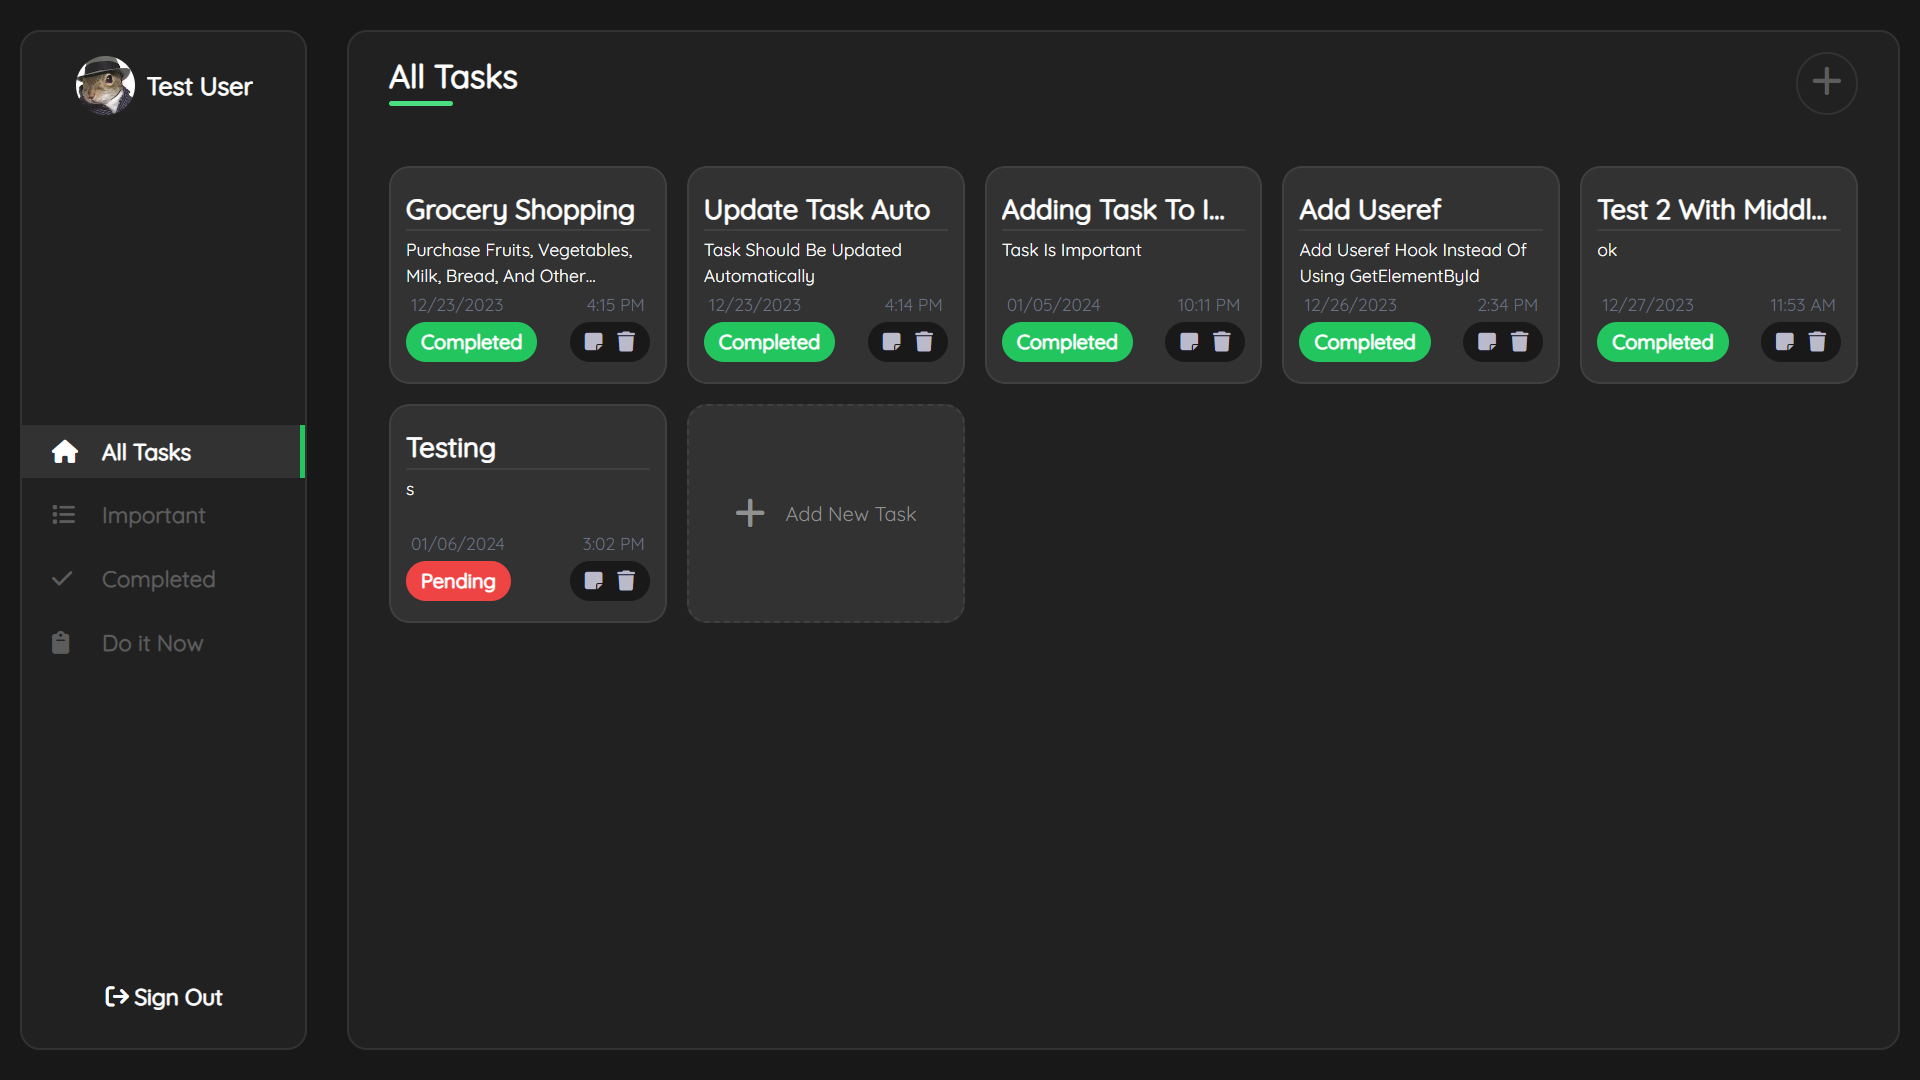 Test User
All Tasks
Important
Completed
Do it Now
Sign Out
All Tasks
Grocery Shopping
Purchase Fruits, Vegetables,
Milk, Bread, And Other...
12/23/2023 4:15 PM
Completed
Update Task Auto
Task Should Be Updated
Automatically
12/23/2023 4:14 PM
Completed
Adding Task To I...
Task Is Important
01/05/2024 10:11 PM
Completed
Add Useref
Add Useref Hook Instead Of
Using GetElementById
12/26/2023 2:34 PM
Completed
Test 2 With Middl...
ok
12/27/2023 11:53 AM
Completed
Testing
s
01/06/2024 3:02 PM
Pending
Add New Task